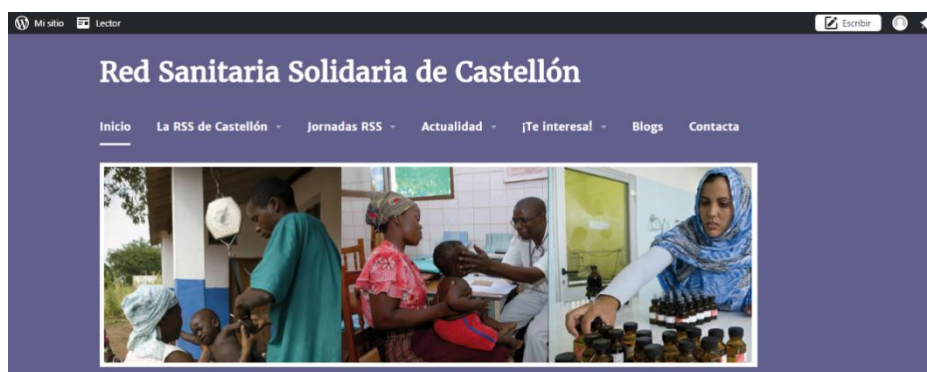 Mi sitio Lector Escribir
Red Sanitaria Solidaria de Castellón
Inicio La RSS de Castellón Jornadas RSS Actualidad ¡Te interesa! Blogs Contacta